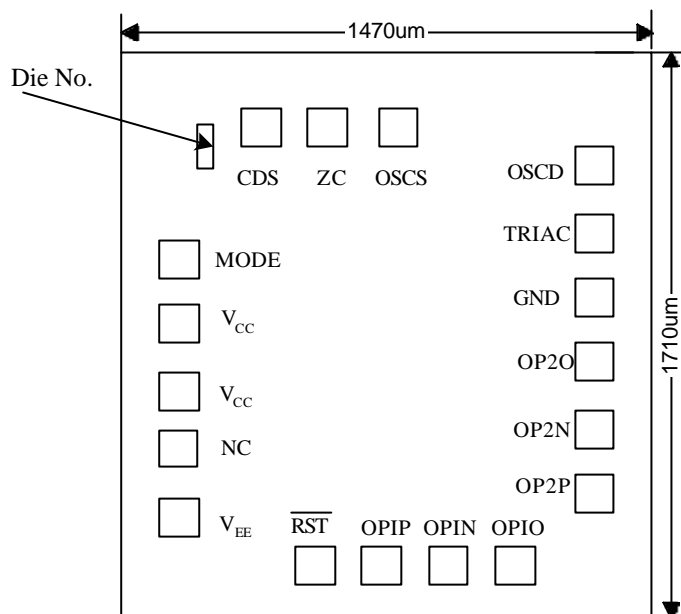 1470um
Die No.
CDS ZC OSCS
OSCD
TRIAC
MODE
GND
V_CC
1710um
OP2O
V_CC
OP2N
NC
OP2P
V_EE
R̅S̅T̅ OPIP OPIN OPIO